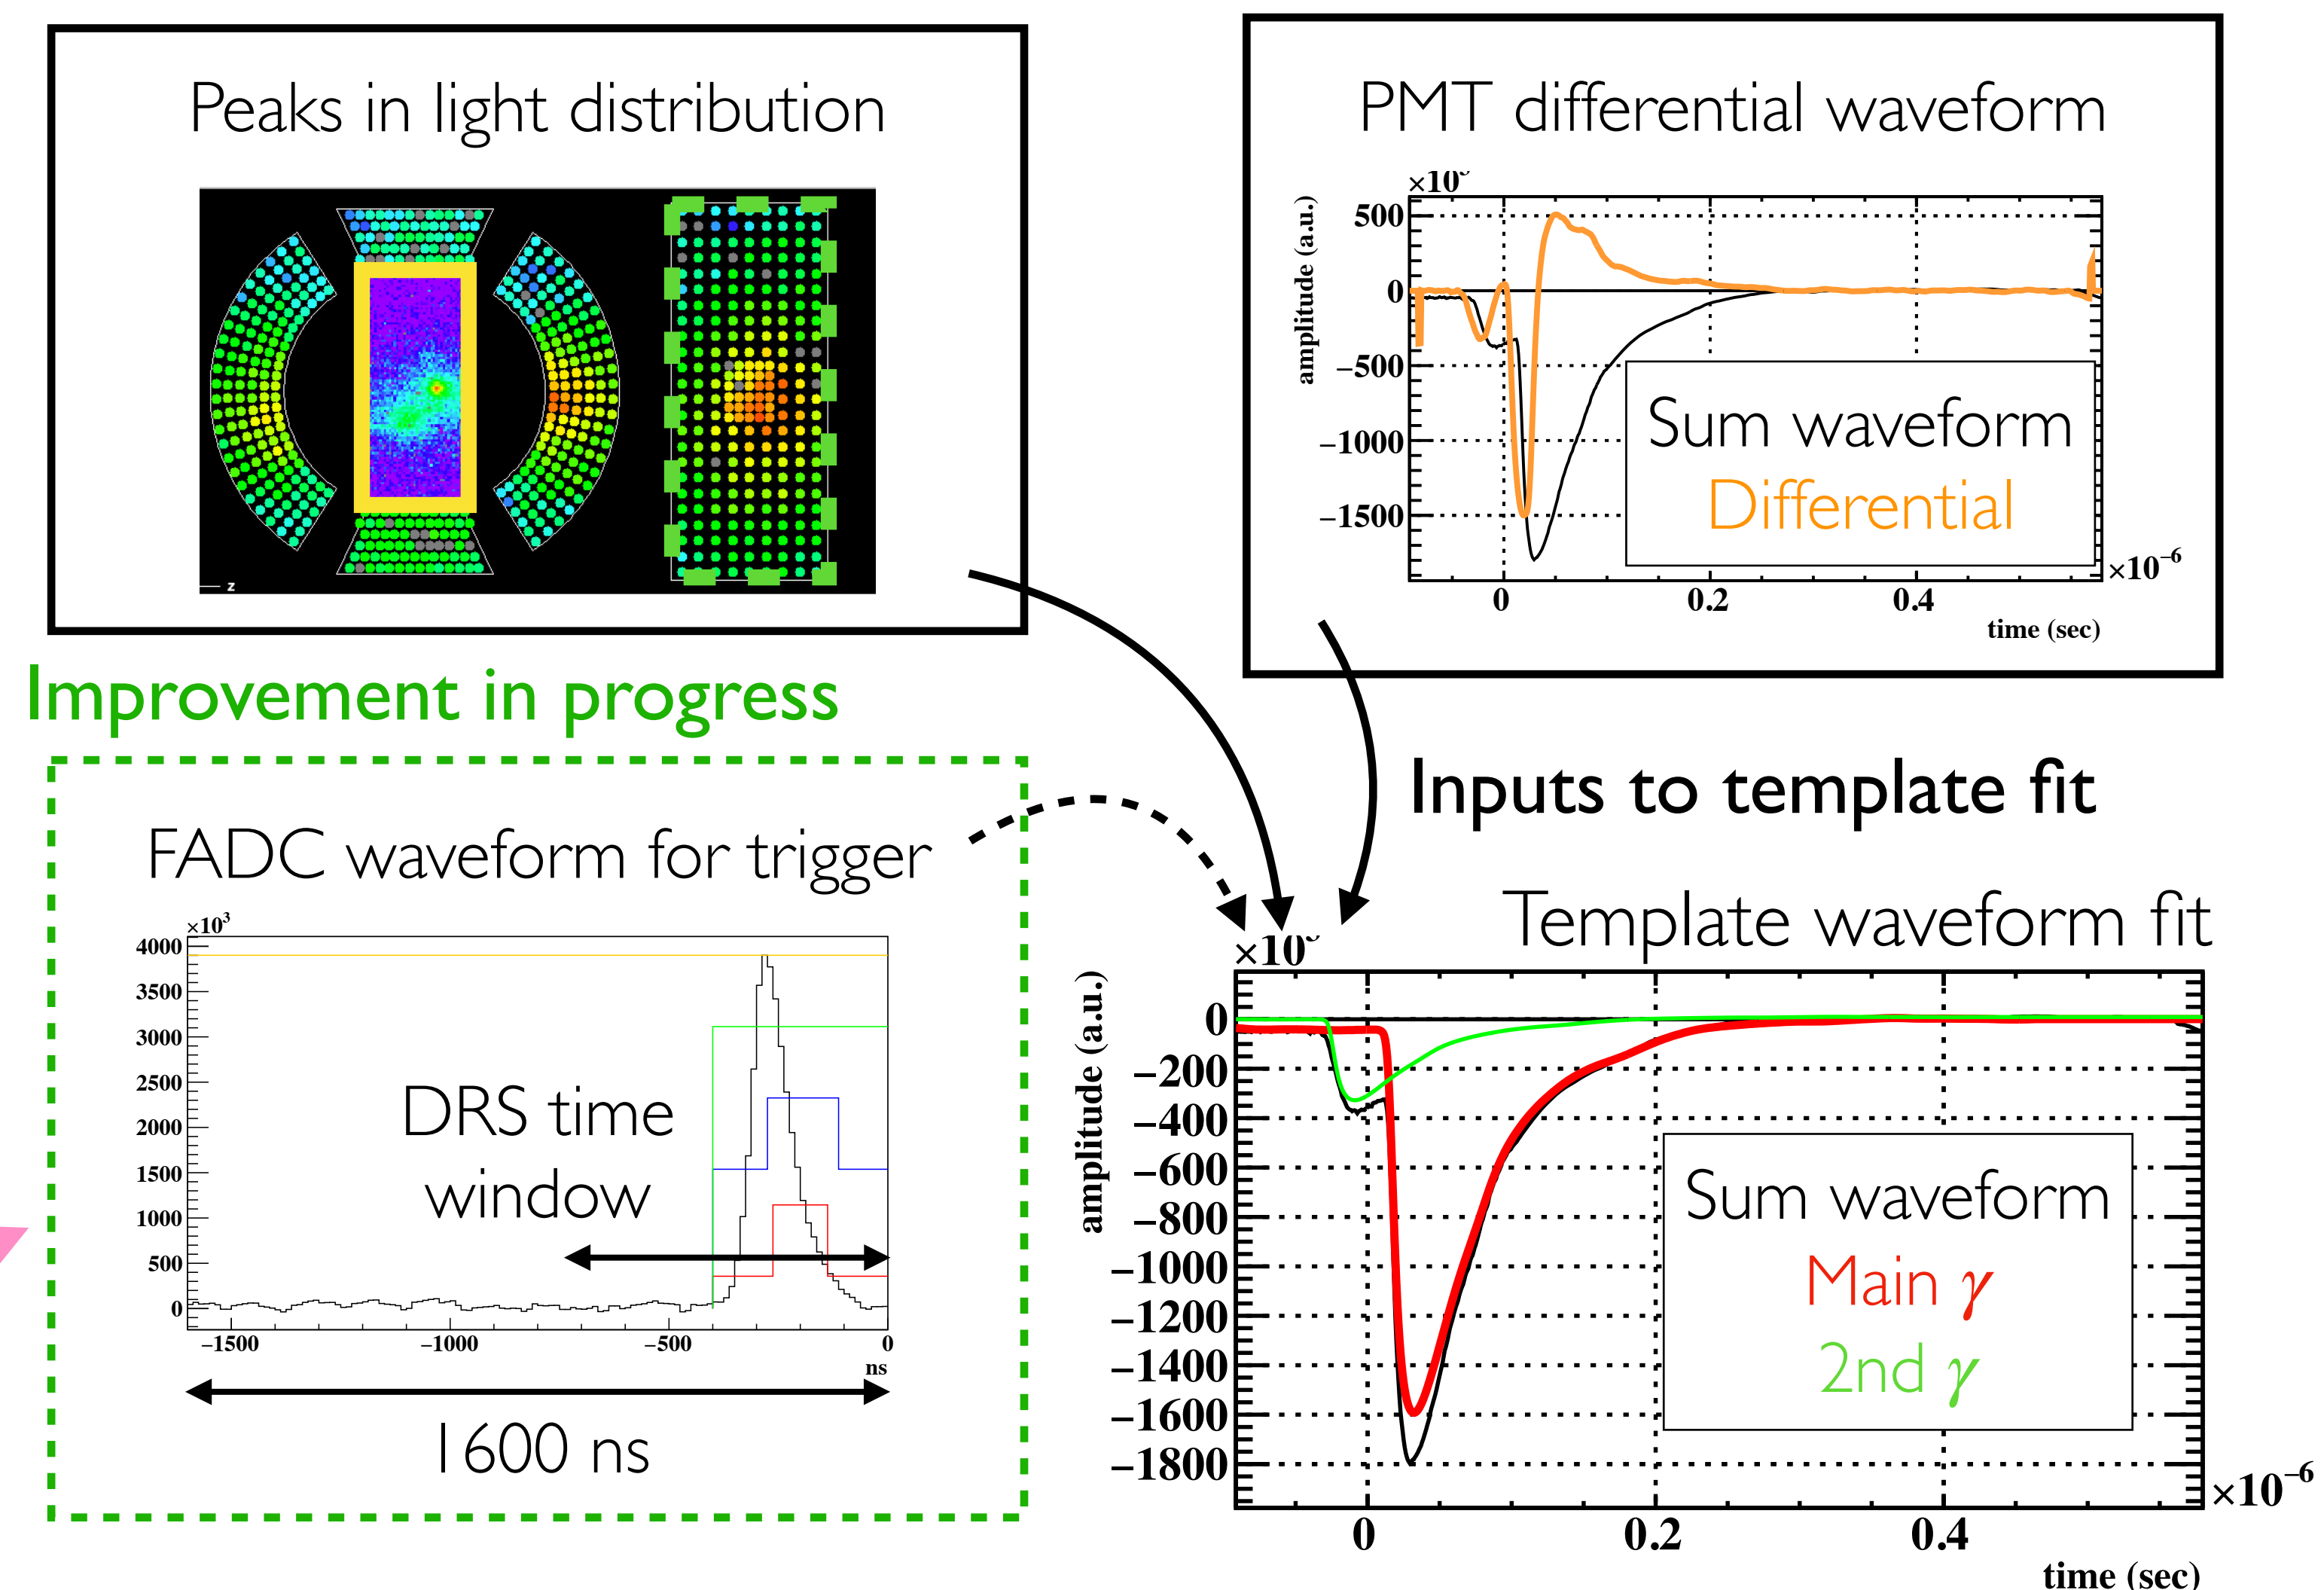 Peaks in light distribution
z
PMT differential waveform
500
0
−500
−1000
−1500
amplitude (a.u.)
Sum waveform
Differential
×10⁻⁶
0
0.2
0.4
time (sec)
Improvement in progress
FADC waveform for trigger
×10³
4000
3500
3000
2500
2000
1500
1000
500
0
DRS time
window
−1500
−1000
−500
0
ns
1600 ns
Inputs to template fit
Template waveform fit
amplitude (a.u.)
0
−200
−400
−600
−800
−1000
−1200
−1400
−1600
−1800
Sum waveform
Main γ
2nd γ
×10⁻⁶
0
0.2
0.4
time (sec)